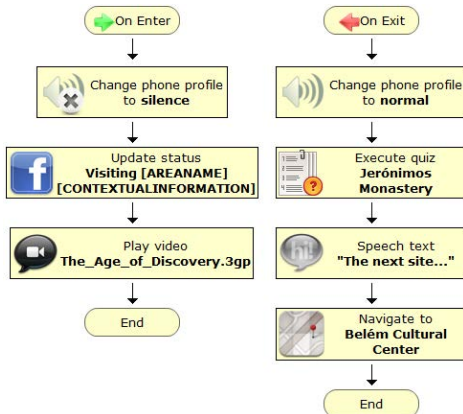 On Enter
Change phone profile
to silence
Update status
Visiting [AREANAME]
[CONTEXTUALINFORMATION]
Play video
The_Age_of_Discovery.3gp
End
On Exit
Change phone profile
to normal
Execute quiz
Jerónimos
Monastery
hi!
Speech text
"The next site..."
Navigate to
Belém Cultural
Center
End